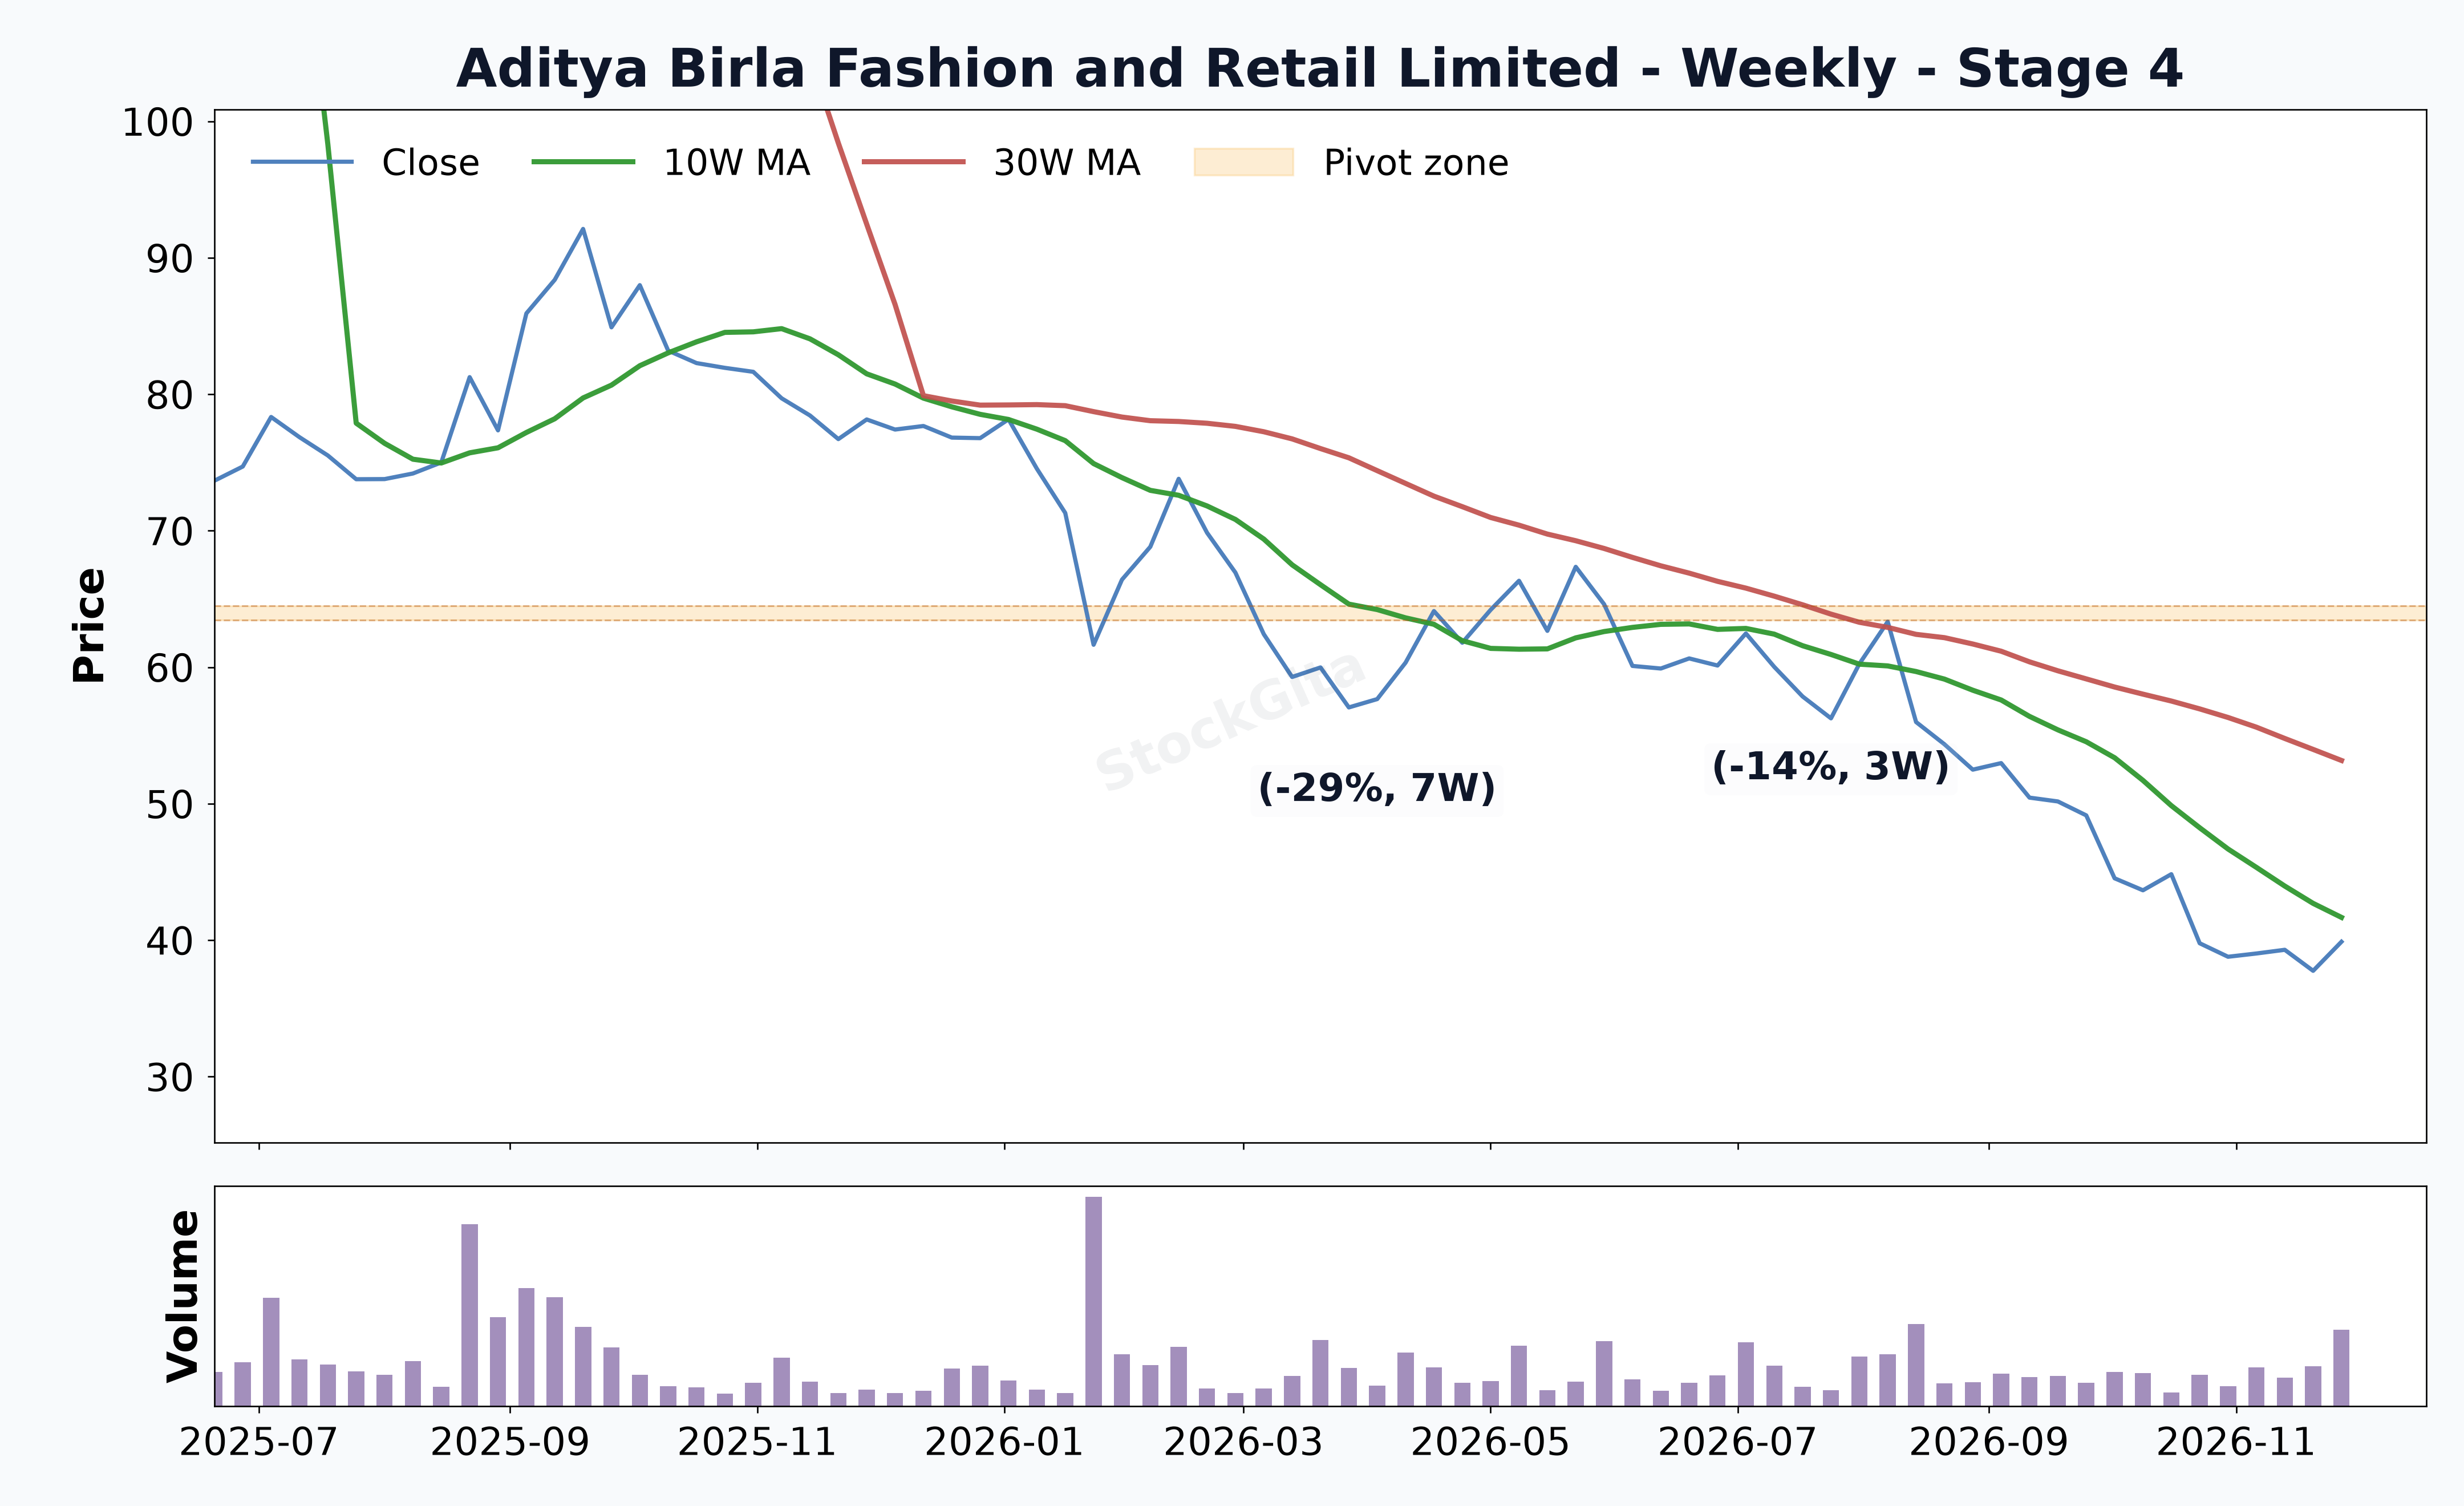 Aditya Birla Fashion and Retail Limited - Weekly - Stage 4
Close 10W MA 30W MA Pivot zone
100
90
80
70
60
50
40
30
Price
StockGita
(-29%, 7W)
(-14%, 3W)
Volume
2025-07 2025-09 2025-11 2026-01 2026-03 2026-05 2026-07 2026-09 2026-11